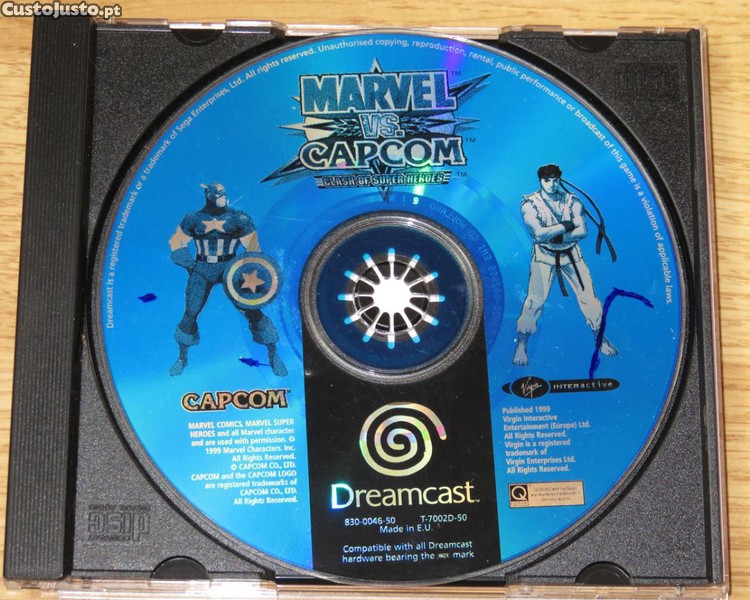 CustoJusto.pt
Dreamcast is a registered trademark or a trademark of Sega Enterprises, Ltd. All rights reserved. Unauthorised copying, reproduction, rental, public performance or broadcast of this game is a violation of applicable laws.
MARVEL™
VS.
CAPCOM™
CLASH OF SUPER HEROES™
CAPCOM
MARVEL COMICS, MARVEL SUPER
HEROES and all Marvel character
and are used with permission. ©
1999 Marvel Characters, Inc.
All Rights Reserved.
© CAPCOM CO., LTD.
CAPCOM and the CAPCOM LOGO
are registered trademarks of
CAPCOM CO., LTD.
All Rights Reserved.
Virgin INTERactive
Published 1999
Virgin Interactive
Entertainment (Europe) Ltd.
All Rights Reserved.
Virgin is a registered
trademark of
Virgin Enterprises Ltd.
All Rights Reserved.
Q
Dreamcast™
830-0046-50 T-7002D-50
Made in E.U.
Compatible with all Dreamcast
hardware bearing the mark
disc